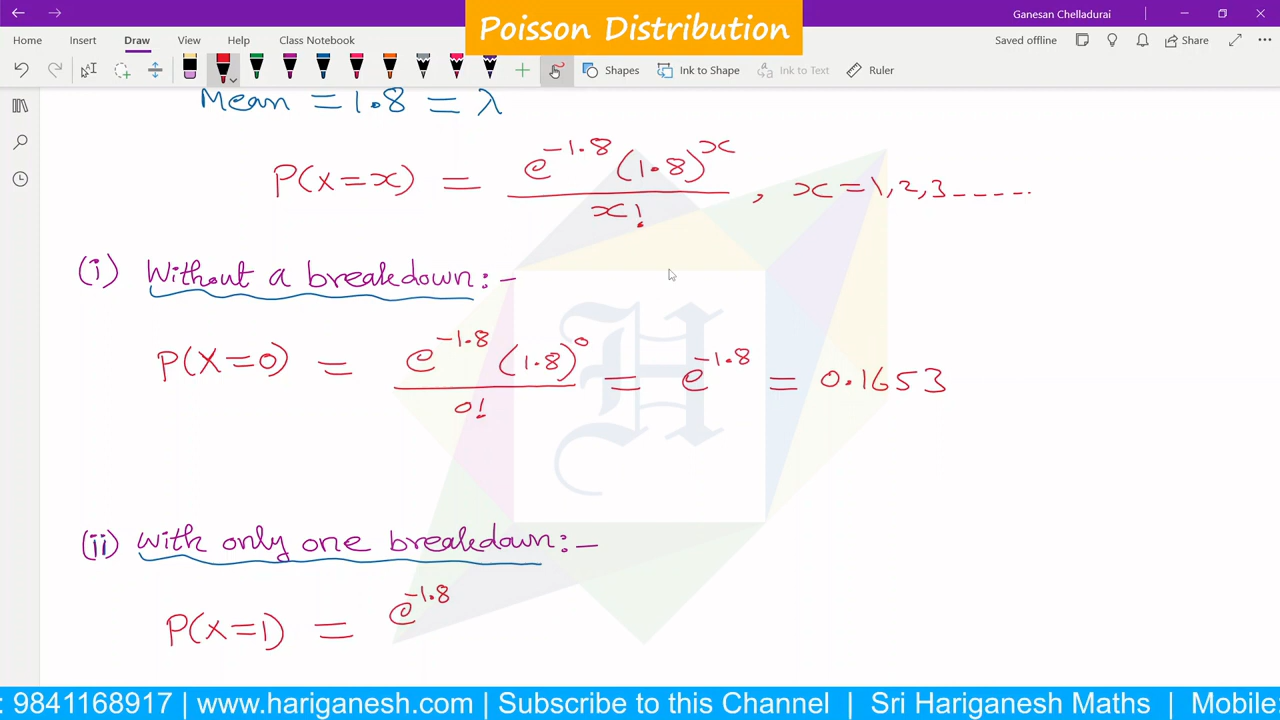 Poisson Distribution
Ganesan Chelladurai
Home Insert Draw View Help Class Notebook
Saved offline Share
Shapes Ink to Shape Ink to Text Ruler
Mean = 1.8 = λ
P(X=x) = e^-1.8 (1.8)^x / x! , x = 1,2,3-----.
(i) Without a breakdown:-
P(X=0) = e^-1.8 (1.8)^0 / 0! = e^-1.8 = 0.1653
(ii) With only one breakdown:-
P(X=1) = e^-1.8
H
: 9841168917 | www.hariganesh.com | Subscribe to this Channel | Sri Hariganesh Maths | Mobile: